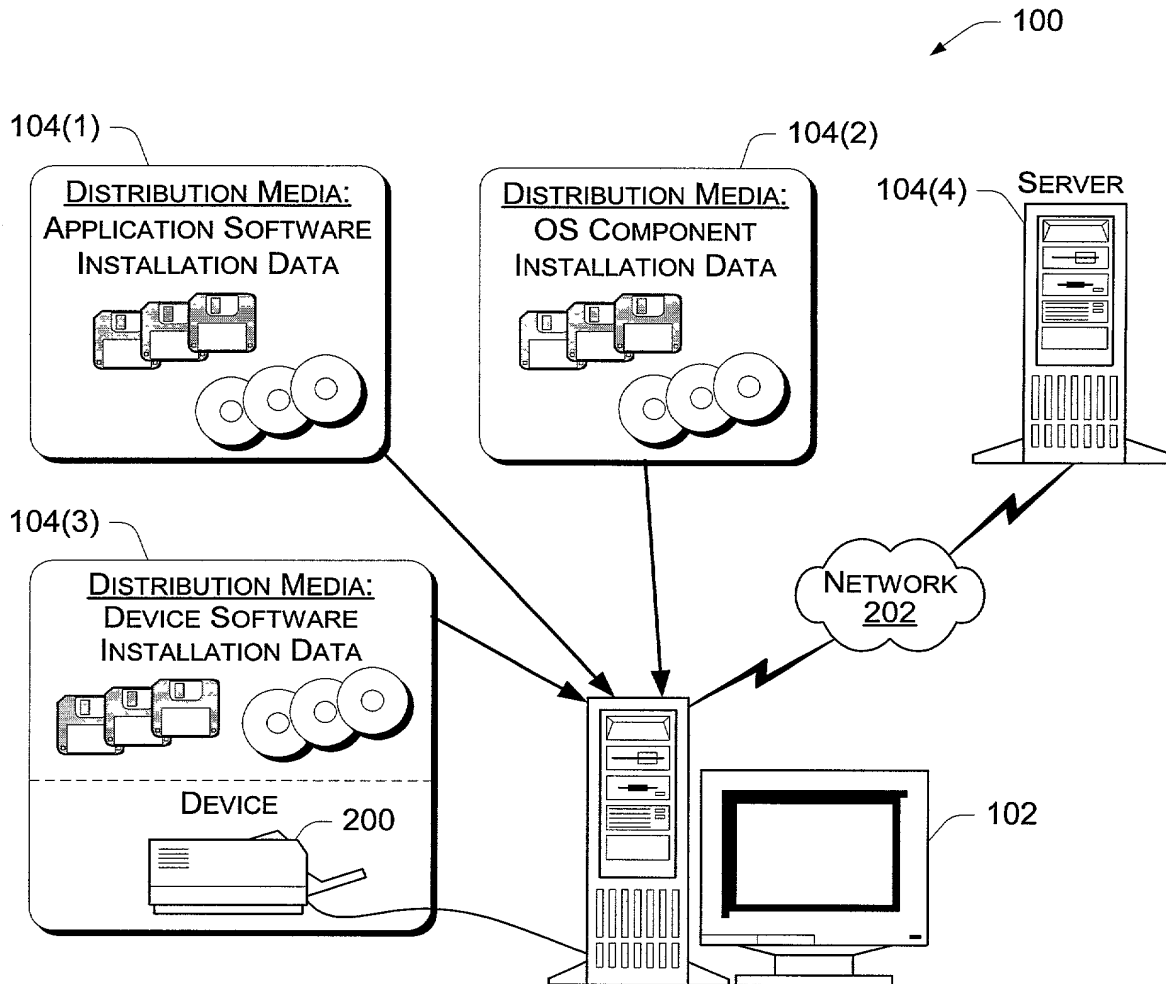 100
104(1)
DISTRIBUTION MEDIA:
APPLICATION SOFTWARE
INSTALLATION DATA
104(2)
DISTRIBUTION MEDIA:
OS COMPONENT
INSTALLATION DATA
104(4)
SERVER
104(3)
DISTRIBUTION MEDIA:
DEVICE SOFTWARE
INSTALLATION DATA
DEVICE
200
NETWORK
202
102